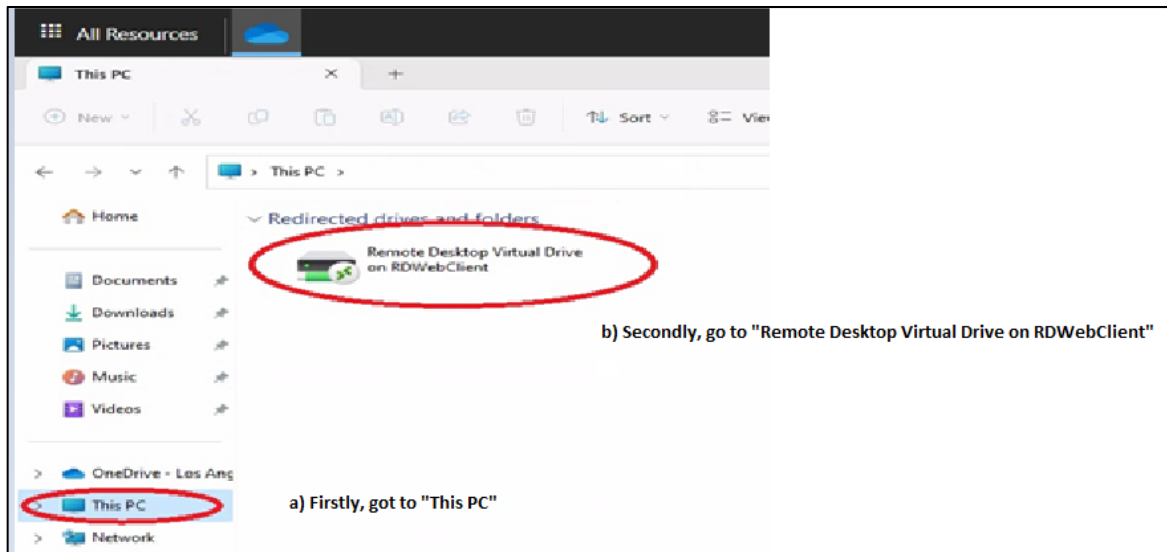 All Resources
This PC
New
Sort
View
This PC
Home
Redirected drives and folders
Remote Desktop Virtual Drive
on RDWebClient
Documents
Downloads
b) Secondly, go to "Remote Desktop Virtual Drive on RDWebClient"
Pictures
Music
Videos
OneDrive - Los Ang
This PC
a) Firstly, got to "This PC"
Network